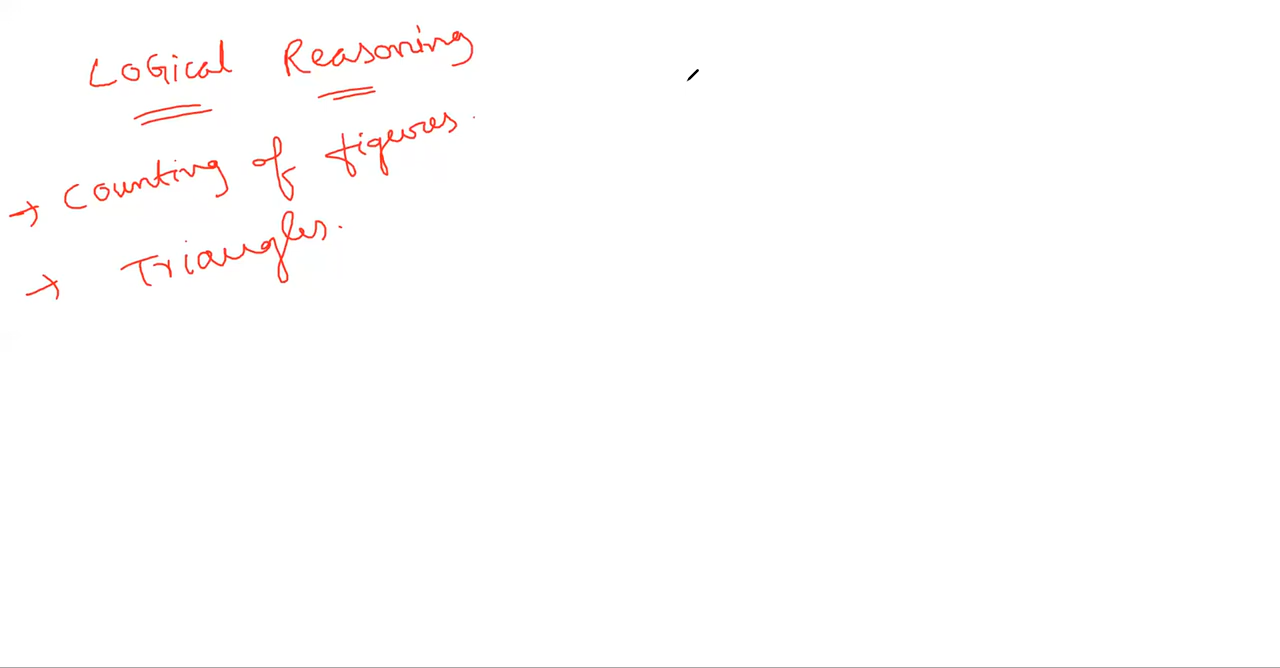 LOGical Reasoning
→ Counting of figures.
→ Triangles.